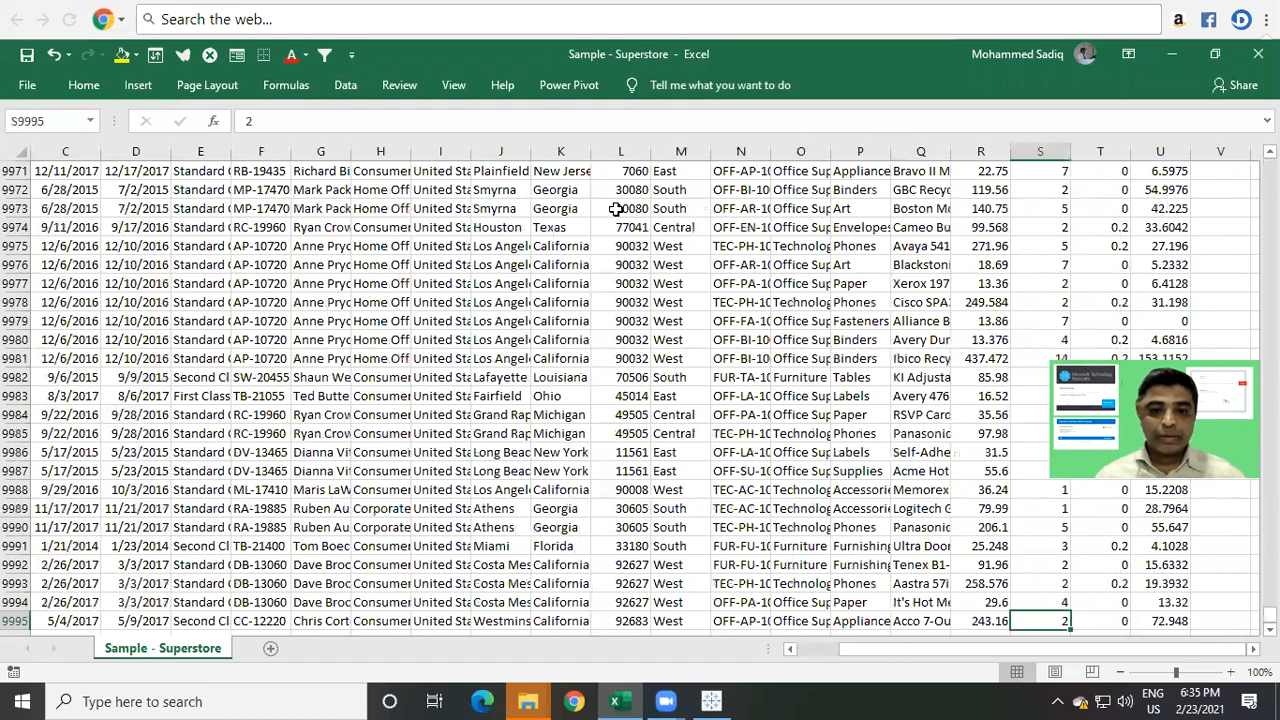 Search the web...
Sample - Superstore - Excel
Mohammed Sadiq
File Home Insert Page Layout Formulas Data Review View Help Power Pivot Tell me what you want to do Share
S9995 fx 2
C D E F G H I J K L M N O P Q R S T U V
9971 12/11/2017 12/17/2017 Standard C RB-19435 Richard Bi Consumer United Sta Plainfield New Jerse 7060 East OFF-AP-10 Office Sup Appliance Bravo II M 22.75 7 0 6.5975
9972 6/28/2015 7/2/2015 Standard C MP-17470 Mark Pack Home Off United Sta Smyrna Georgia 30080 South OFF-BI-100 Office Sup Binders GBC Recyc 119.56 2 0 54.9976
9973 6/28/2015 7/2/2015 Standard C MP-17470 Mark Pack Home Off United Sta Smyrna Georgia 30080 South OFF-AR-10 Office Sup Art Boston Mo 140.75 5 0 42.225
9974 9/11/2016 9/17/2016 Standard C RC-19960 Ryan Crow Consumer United Sta Houston Texas 77041 Central OFF-EN-10 Office Sup Envelopes Cameo Bu 99.568 2 0.2 33.6042
9975 12/6/2016 12/10/2016 Standard C AP-10720 Anne Pryc Home Off United Sta Los Angele California 90032 West TEC-PH-10 Technolog Phones Avaya 541 271.96 5 0.2 27.196
9976 12/6/2016 12/10/2016 Standard C AP-10720 Anne Pryc Home Off United Sta Los Angele California 90032 West OFF-AR-10 Office Sup Art Blackstone 18.69 7 0 5.2332
9977 12/6/2016 12/10/2016 Standard C AP-10720 Anne Pryc Home Off United Sta Los Angele California 90032 West OFF-PA-10 Office Sup Paper Xerox 197 13.36 2 0 6.4128
9978 12/6/2016 12/10/2016 Standard C AP-10720 Anne Pryc Home Off United Sta Los Angele California 90032 West TEC-PH-10 Technolog Phones Cisco SPA 249.584 2 0.2 31.198
9979 12/6/2016 12/10/2016 Standard C AP-10720 Anne Pryc Home Off United Sta Los Angele California 90032 West OFF-FA-10 Office Sup Fasteners Alliance B 13.86 7 0 0
9980 12/6/2016 12/10/2016 Standard C AP-10720 Anne Pryc Home Off United Sta Los Angele California 90032 West OFF-BI-100 Office Sup Binders Avery Dur 13.376 4 0.2 4.6816
9981 12/6/2016 12/10/2016 Standard C AP-10720 Anne Pryc Home Off United Sta Los Angele California 90032 West OFF-BI-100 Office Sup Binders Ibico Recy 437.472 14 0.2 153.1152
9982 9/6/2015 9/9/2015 Second Cl SW-20455 Shaun We Consumer United Sta Lafayette Louisiana 70506 South FUR-TA-10 Furniture Tables KI Adjusta 85.98
9983 8/3/2017 8/6/2017 First Class TB-21055 Ted Butte Consumer United Sta Fairfield Ohio 45014 East OFF-LA-10 Office Sup Labels Avery 476 16.52
9984 9/22/2016 9/28/2016 Standard C RC-19960 Ryan Crow Consumer United Sta Grand Rap Michigan 49505 Central OFF-PA-10 Office Sup Paper RSVP Card 35.56
9985 9/22/2016 9/28/2016 Standard C RC-19960 Ryan Crow Consumer United Sta Grand Rap Michigan 49505 Central TEC-PH-10 Technolog Phones Panasonic 97.98
9986 5/17/2015 5/23/2015 Standard C DV-13465 Dianna Vi Consumer United Sta Long Beac New York 11561 East OFF-LA-10 Office Sup Labels Self-Adhe 31.5
9987 5/17/2015 5/23/2015 Standard C DV-13465 Dianna Vi Consumer United Sta Long Beac New York 11561 East OFF-SU-10 Office Sup Supplies Acme Hot 55.6
9988 9/29/2016 10/3/2016 Standard C ML-17410 Maris LaW Consumer United Sta Los Angele California 90008 West TEC-AC-10 Technolog Accessorie Memorex 36.24 1 0 15.2208
9989 11/17/2017 11/21/2017 Standard C RA-19885 Ruben Au Corporate United Sta Athens Georgia 30605 South TEC-AC-10 Technolog Accessorie Logitech G 79.99 1 0 28.7964
9990 11/17/2017 11/21/2017 Standard C RA-19885 Ruben Au Corporate United Sta Athens Georgia 30605 South TEC-PH-10 Technolog Phones Panasonic 206.1 5 0 55.647
9991 1/21/2014 1/23/2014 Second Cl TB-21400 Tom Boec Consumer United Sta Miami Florida 33180 South FUR-FU-10 Furniture Furnishing Ultra Door 25.248 3 0.2 4.1028
9992 2/26/2017 3/3/2017 Standard C DB-13060 Dave Broc Consumer United Sta Costa Mes California 92627 West FUR-FU-10 Furniture Furnishing Tenex B1- 91.96 2 0 15.6332
9993 2/26/2017 3/3/2017 Standard C DB-13060 Dave Broc Consumer United Sta Costa Mes California 92627 West TEC-PH-10 Technolog Phones Aastra 57i 258.576 2 0.2 19.3932
9994 2/26/2017 3/3/2017 Standard C DB-13060 Dave Broc Consumer United Sta Costa Mes California 92627 West OFF-PA-10 Office Sup Paper It's Hot Me 29.6 4 0 13.32
9995 5/4/2017 5/9/2017 Second Cl CC-12220 Chris Cort Consumer United Sta Westmins California 92683 West OFF-AP-10 Office Sup Appliance Acco 7-Ou 243.16 2 0 72.948
Sample - Superstore
100%
Type here to search
ENG
US
6:35 PM
2/23/2021